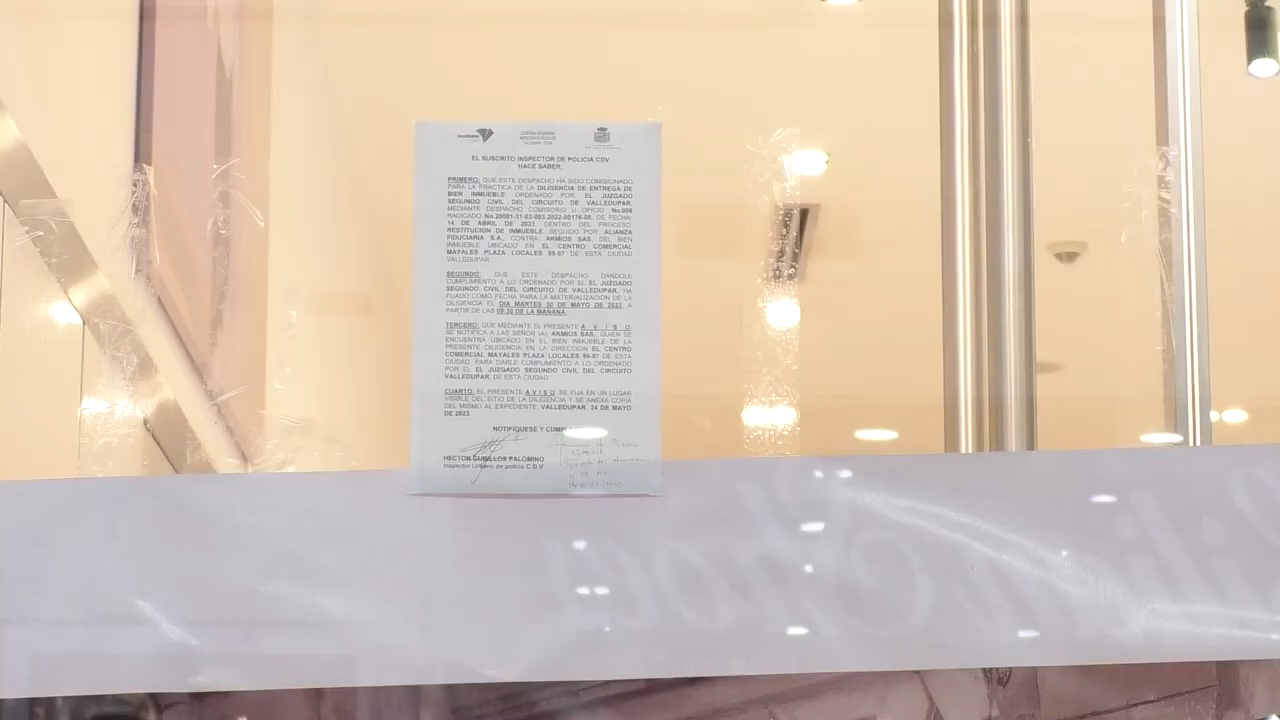 EL SUSCRITO INSPECTOR DE POLICIA CDV
HACE SABER;
PRIMERO: QUE ESTE DESPACHO HA SIDO COMISIONADO
PARA LA PRACTICA DE LA DILIGENCIA DE ENTREGA DE
BIEN INMUEBLE, ORDENADO POR EL JUZGADO
SEGUNDO CIVIL DEL CIRCUITO DE VALLEDUPAR,
MEDIANTE DESPACHO COMISORIO U OFICIO No.006
RADICADO No.20001-31-03-003-2022-00176-00, DE FECHA:
14 DE ABRIL DE 2023, DENTRO DEL PROCESO:
RESTITUCION DE INMUEBLE, SEGUIDO POR: ALIANZA
FIDUCIARIA S.A., CONTRA: AKMIOS SAS, DEL BIEN
INMUEBLE UBICADO EN EL CENTRO COMERCIAL
MAYALES PLAZA LOCALES 95-97 DE ESTA CIUDAD
VALLEDUPAR.
SEGUNDO: QUE ESTE DESPACHO DANDOLE
CUMPLIMIENTO A LO ORDENADO POR EL EL JUZGADO
SEGUNDO CIVIL DEL CIRCUITO DE VALLEDUPAR, HA
FIJADO COMO FECHA PARA LA MATERIALIZACIÓN DE LA
DILIGENCIA EL DIA MARTES 30 DE MAYO DE 2023, A
PARTIR DE LAS 09:30 DE LA MAÑANA.
TERCERO: QUE MEDIANTE EL PRESENTE A V I S O,
SE NOTIFICA A LAS SEÑOR (A): AKMIOS SAS, QUIEN SE
ENCUENTRA UBICADO EN EL BIEN INMUEBLE DE LA
PRESENTE DILIGENCIA EN LA DIRECCION EL CENTRO
COMERCIAL MAYALES PLAZA LOCALES 96-97 DE ESTA
CIUDAD, PARA DARLE CUMPLIMIENTO A LO ORDENADO
POR EL EL JUZGADO SEGUNDO CIVIL DEL CIRCUITO
VALLEDUPAR, DE ESTA CIUDAD.
CUARTO: EL PRESENTE A V I S O, SE FIJA EN UN LUGAR
VISIBLE DEL SITIO DE LA DILIGENCIA Y SE ANEXA COPIA
DEL MISMO AL EXPEDIENTE, VALLEDUPAR, 24 DE MAYO
DE 2023.
NOTIFIQUESE Y
HECTOR CUBILLOS PALOMINO
Inspector Urbano de policía C.D.V